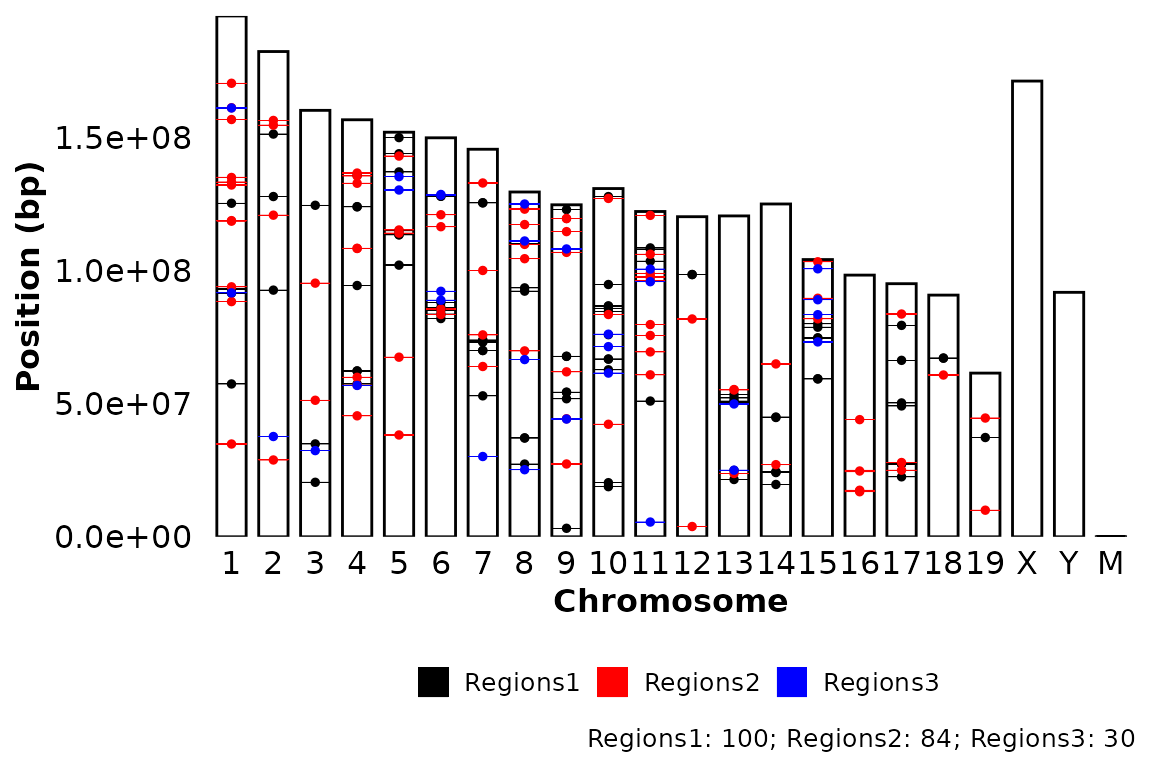 Position (bp)
1.5e+08
1.0e+08
5.0e+07
0.0e+00
1 2 3 4 5 6 7 8 9 10 11 12 13 14 15 16 17 18 19 X Y M
Chromosome
Regions1 Regions2 Regions3
Regions1: 100; Regions2: 84; Regions3: 30